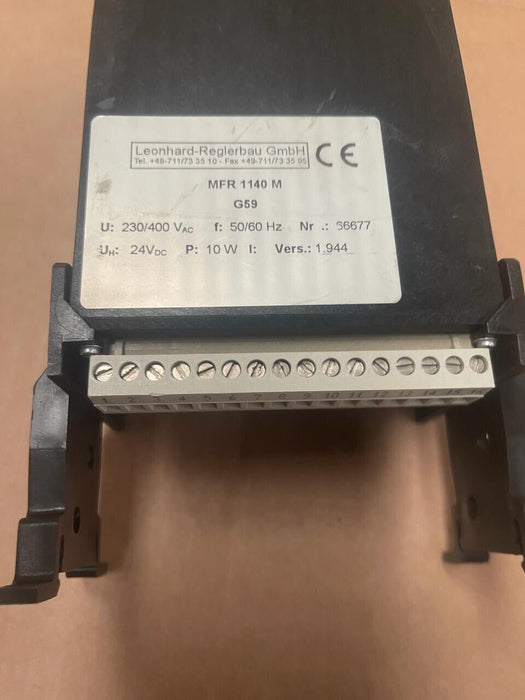 Leonhard-Reglerbau GmbH
Tel. +49-711/73 35 10 - Fax +49-711/73 35 95
CE
MFR 1140 M
G59
U: 230/400 VAC f: 50/60 Hz Nr .: 66677
UH: 24VDC P: 10 W I: Vers.: 1.944
1 2 3 4 5 6 7 8 9 10 11 12 13 14 15